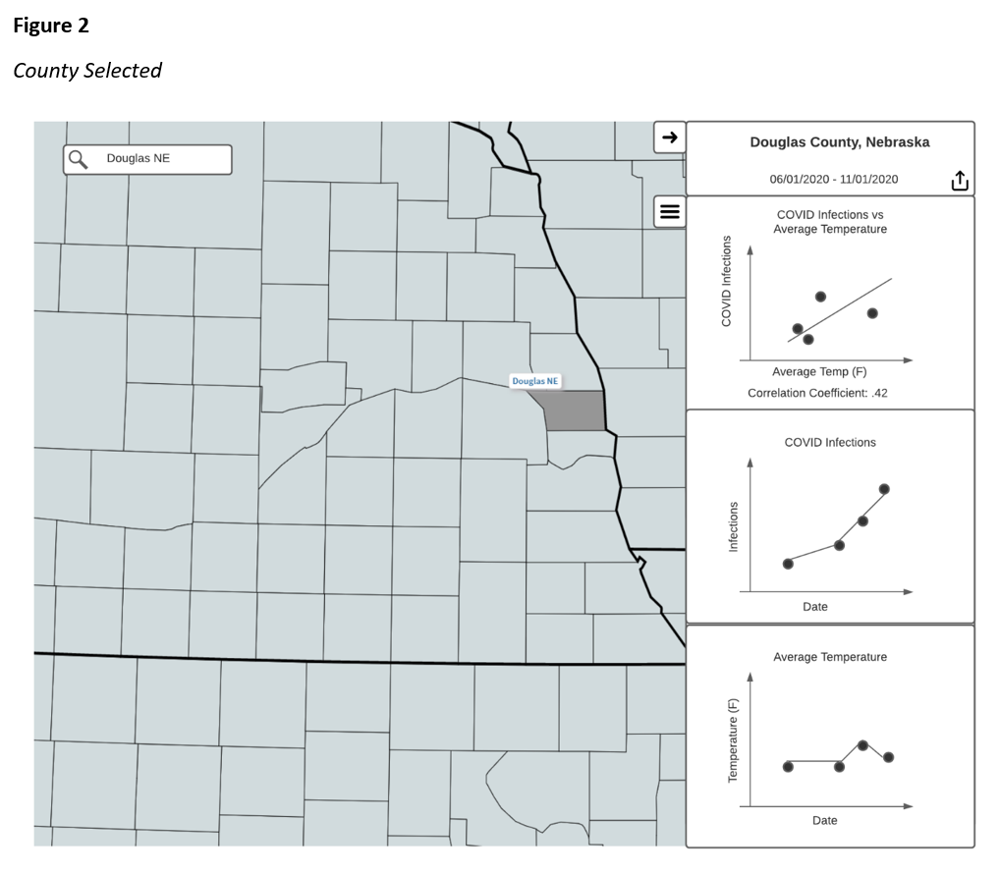 Figure 2
County Selected
Douglas NE
Douglas NE
Douglas County, Nebraska
06/01/2020 - 11/01/2020
COVID Infections vs
Average Temperature
COVID Infections
Average Temp (F)
Correlation Coefficient: .42
COVID Infections
Infections
Date
Average Temperature
Temperature (F)
Date